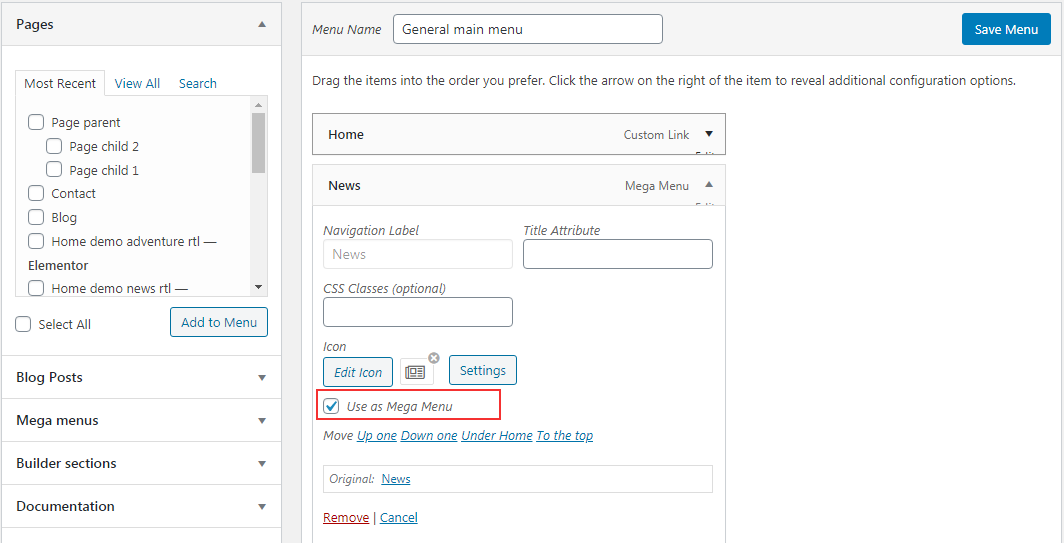 Pages
Most Recent View All Search
Page parent
Page child 2
Page child 1
Contact
Blog
Home demo adventure rtl —
Elementor
Home demo news rtl —
Select All
Add to Menu
Blog Posts
Mega menus
Builder sections
Documentation
Menu Name General main menu
Save Menu
Drag the items into the order you prefer. Click the arrow on the right of the item to reveal additional configuration options.
Home Custom Link
News Mega Menu
Navigation Label Title Attribute
News
CSS Classes (optional)
Icon
Edit Icon Settings
Use as Mega Menu
Move Up one Down one Under Home To the top
Original: News
Remove | Cancel